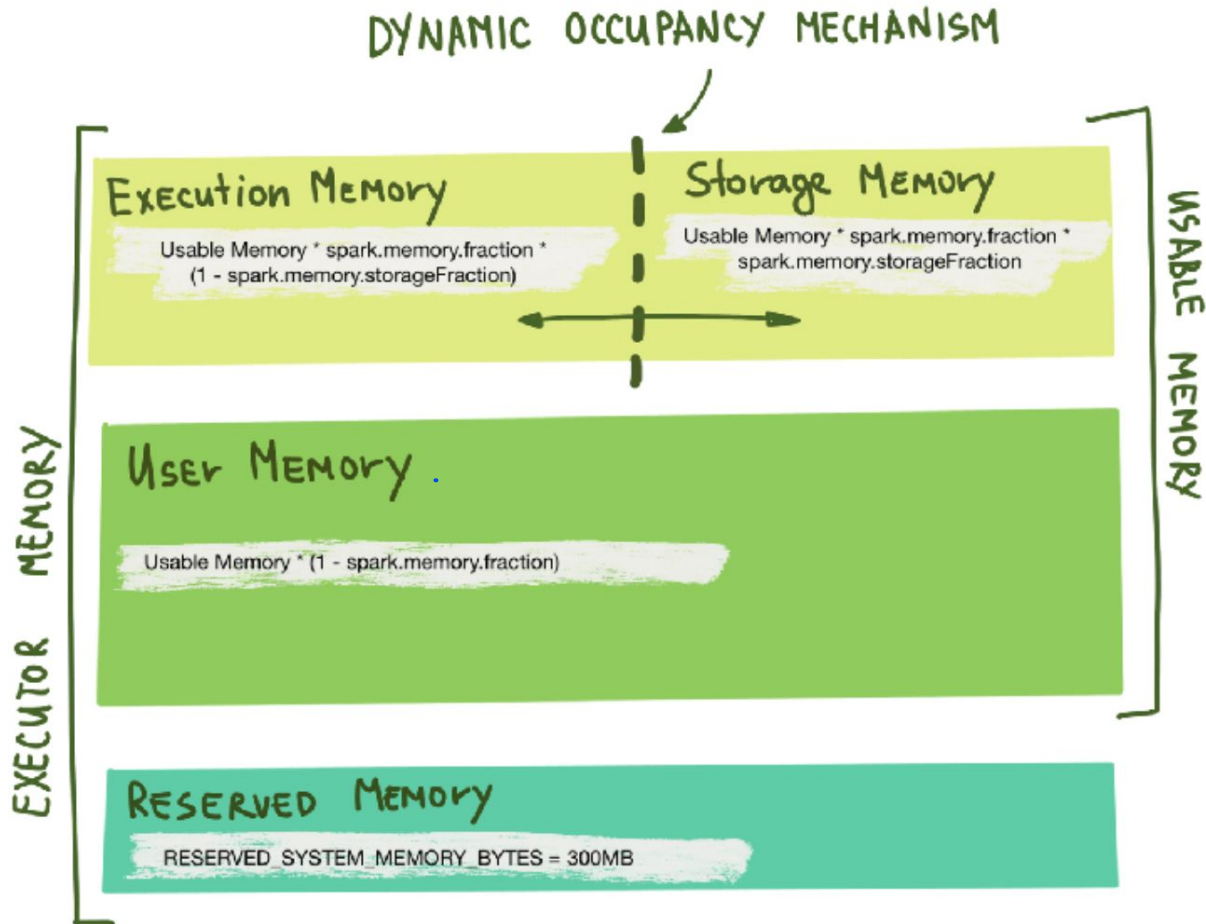 DYNAMIC OCCUPANCY MECHANISM
Execution Memory
Usable Memory * spark.memory.fraction *
(1 - spark.memory.storageFraction)
Storage Memory
Usable Memory * spark.memory.fraction *
spark.memory.storageFraction
USABLE MEMORY
User Memory
Usable Memory * (1 - spark.memory.fraction)
EXECUTOR MEMORY
RESERVED MEMORY
RESERVED_SYSTEM_MEMORY_BYTES = 300MB